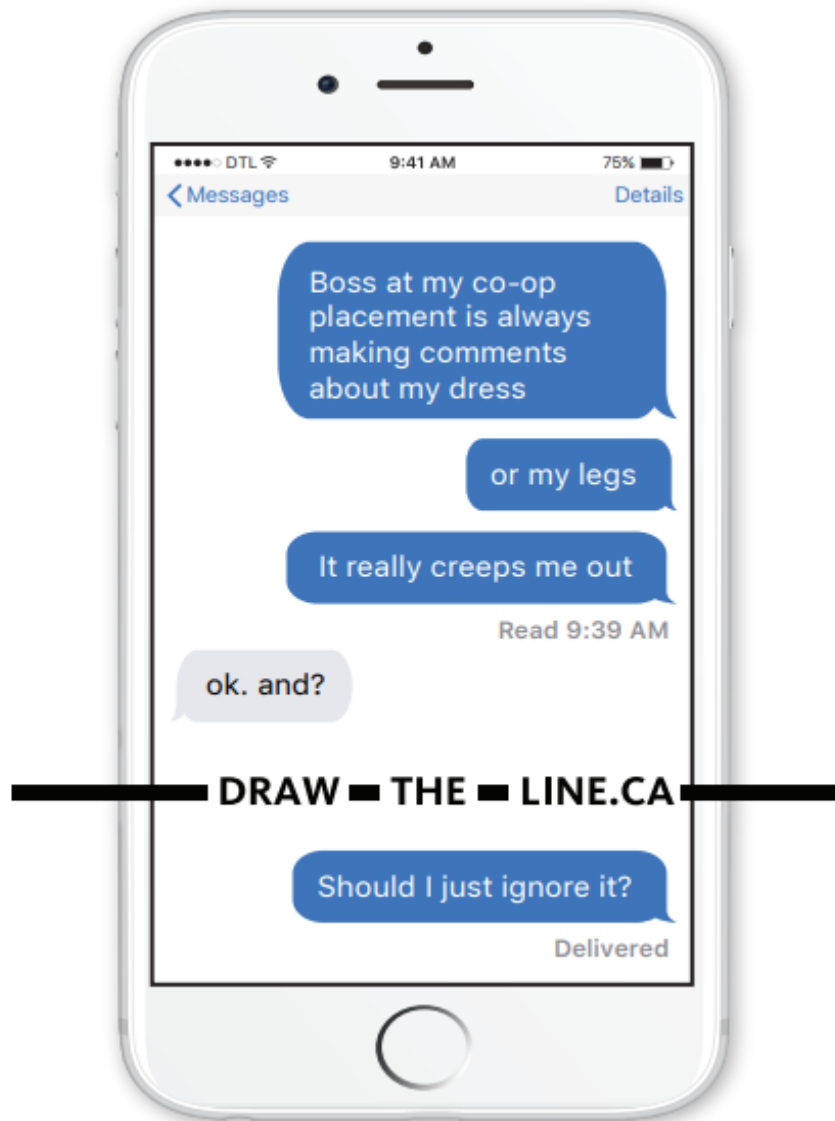 DTL 9:41 AM 75%
Messages Details
Boss at my co-op
placement is always
making comments
about my dress
or my legs
It really creeps me out
Read 9:39 AM
ok. and?
DRAW THE LINE.CA
Should I just ignore it?
Delivered